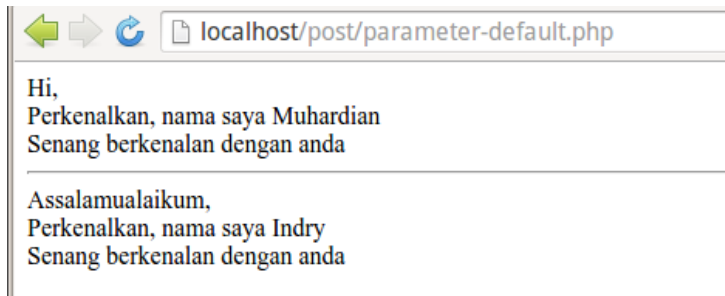 localhost/post/parameter-default.php
Hi,
Perkenalkan, nama saya Muhardian
Senang berkenalan dengan anda
Assalamualaikum,
Perkenalkan, nama saya Indry
Senang berkenalan dengan anda